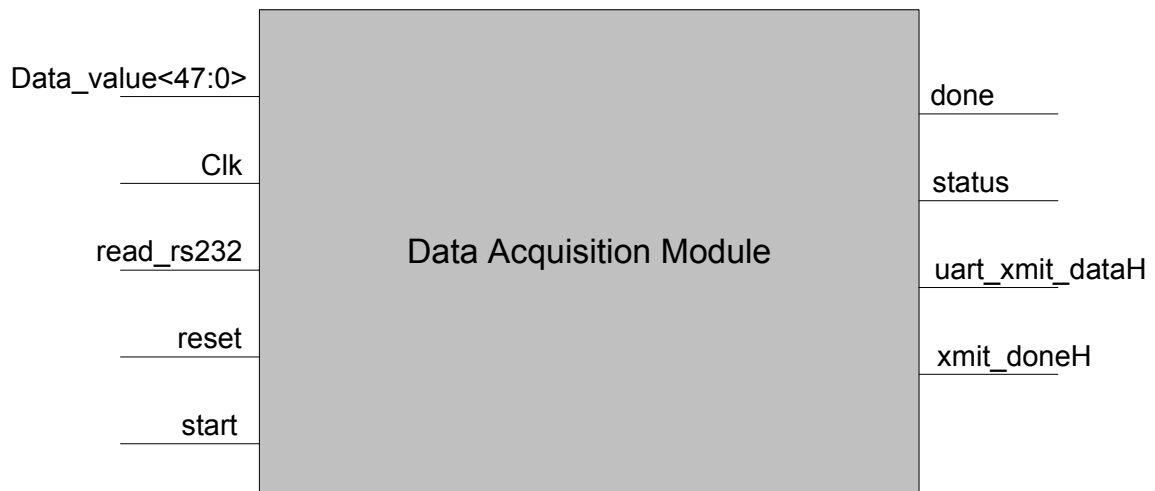 Data_value<47:0>
Clk
read_rs232
reset
start
Data Acquisition Module
done
status
uart_xmit_dataH
xmit_doneH